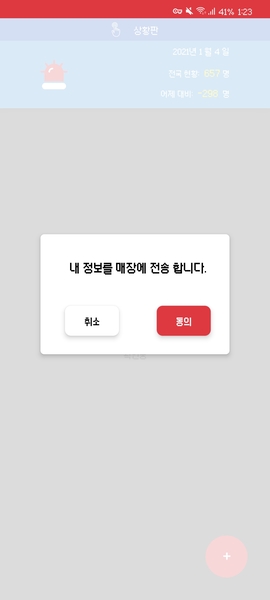 41% 1:23
상황판
2021년 1월 4일
전국 현황 657 명
어제 대비 -298 명
내 정보를 매장에 전송 합니다.
취소
동의
+